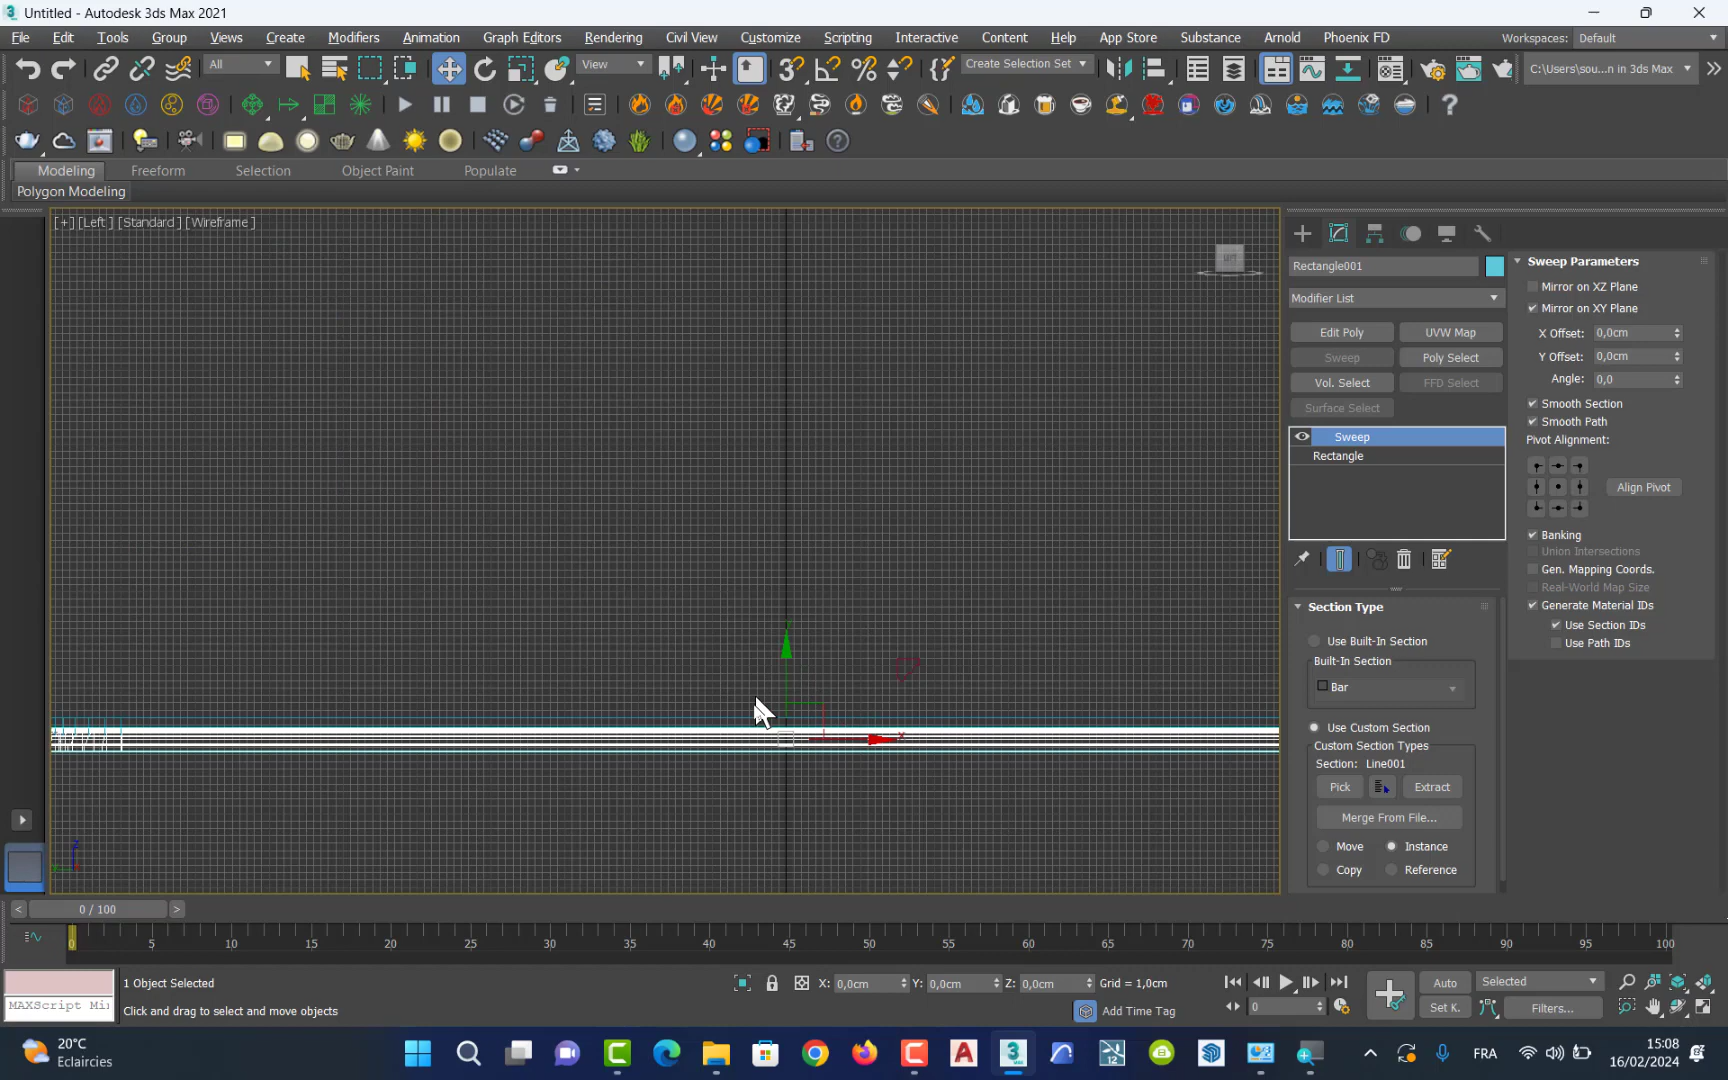 Untitled - Autodesk 3ds Max 2021
File Edit Tools Group Views Create Modifiers Animation Graph Editors Rendering Civil View Customize Scripting Interactive Content Help App Store Substance Arnold Phoenix FD Workspaces: Default
All View Create Selection Set C:\Users\sou...n in 3ds Max
Modeling Freeform Selection Object Paint Populate
Polygon Modeling
[+] [Left ] [Standard ] [Wireframe ]
Rectangle001
Modifier List
Edit Poly UVW Map
Sweep Poly Select
Vol. Select FFD Select
Surface Select
Sweep
Rectangle
Section Type
Use Built-In Section
Built-In Section
Bar
Use Custom Section
Custom Section Types
Section: Line001
Pick Extract
Merge From File...
Move Instance
Copy Reference
Sweep Parameters
Mirror on XZ Plane
Mirror on XY Plane
X Offset: 0,0cm
Y Offset: 0,0cm
Angle: 0,0
Smooth Section
Smooth Path
Pivot Alignment:
Align Pivot
Banking
Union Intersections
Gen. Mapping Coords.
Real-World Map Size
Generate Material IDs
Use Section IDs
Use Path IDs
< 0 / 100 >
0 5 10 15 20 25 30 35 40 45 50 55 60 65 70 75 80 85 90 95 100
1 Object Selected X: 0,0cm Y: 0,0cm Z: 0,0cm Grid = 1,0cm Auto Selected
MAXScript Mi Click and drag to select and move objects Add Time Tag 0 Set K. Filters...
20°C
Eclaircies
FRA
15:08
16/02/2024